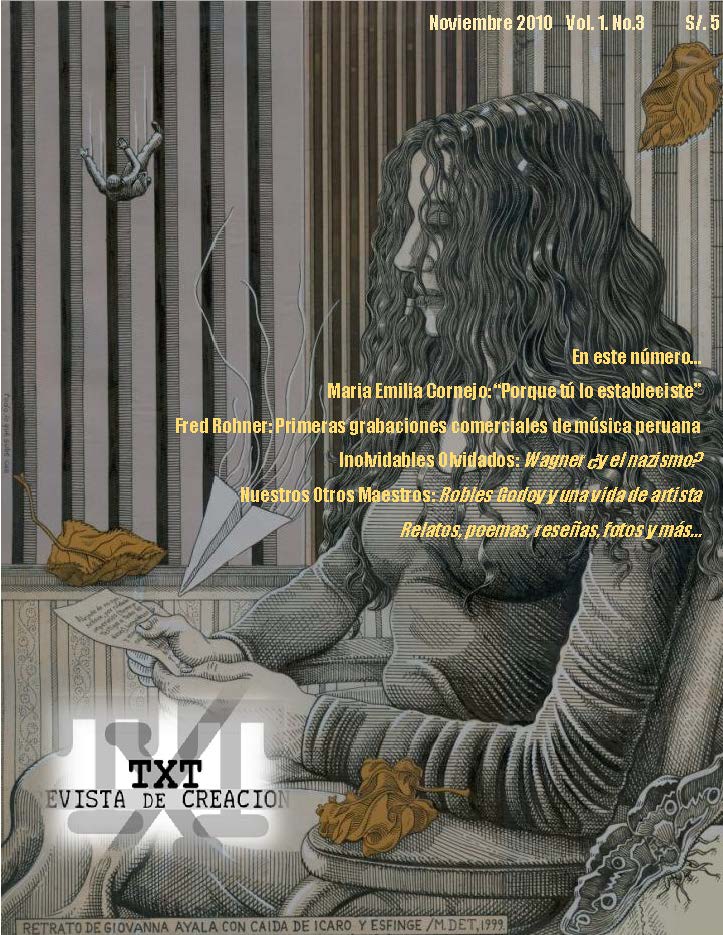 Noviembre 2010 Vol. 1. No.3 S/. 5
En este número...
Maria Emilia Cornejo: “Porque tú lo estableciste”
Fred Rohner: Primeras grabaciones comerciales de música peruana
Inolvidables Olvidados: Wagner ¿y el nazismo?
Nuestros Otros Maestros: Robles Godoy y una vida de artista
Relatos, poemas, reseñas, fotos y más...
TXT
EVISTA DE CREACION
RETRATO DE GIOVANNA AYALA CON CAIDA DE ICARO Y ESFINGE / M. DET, 1999.